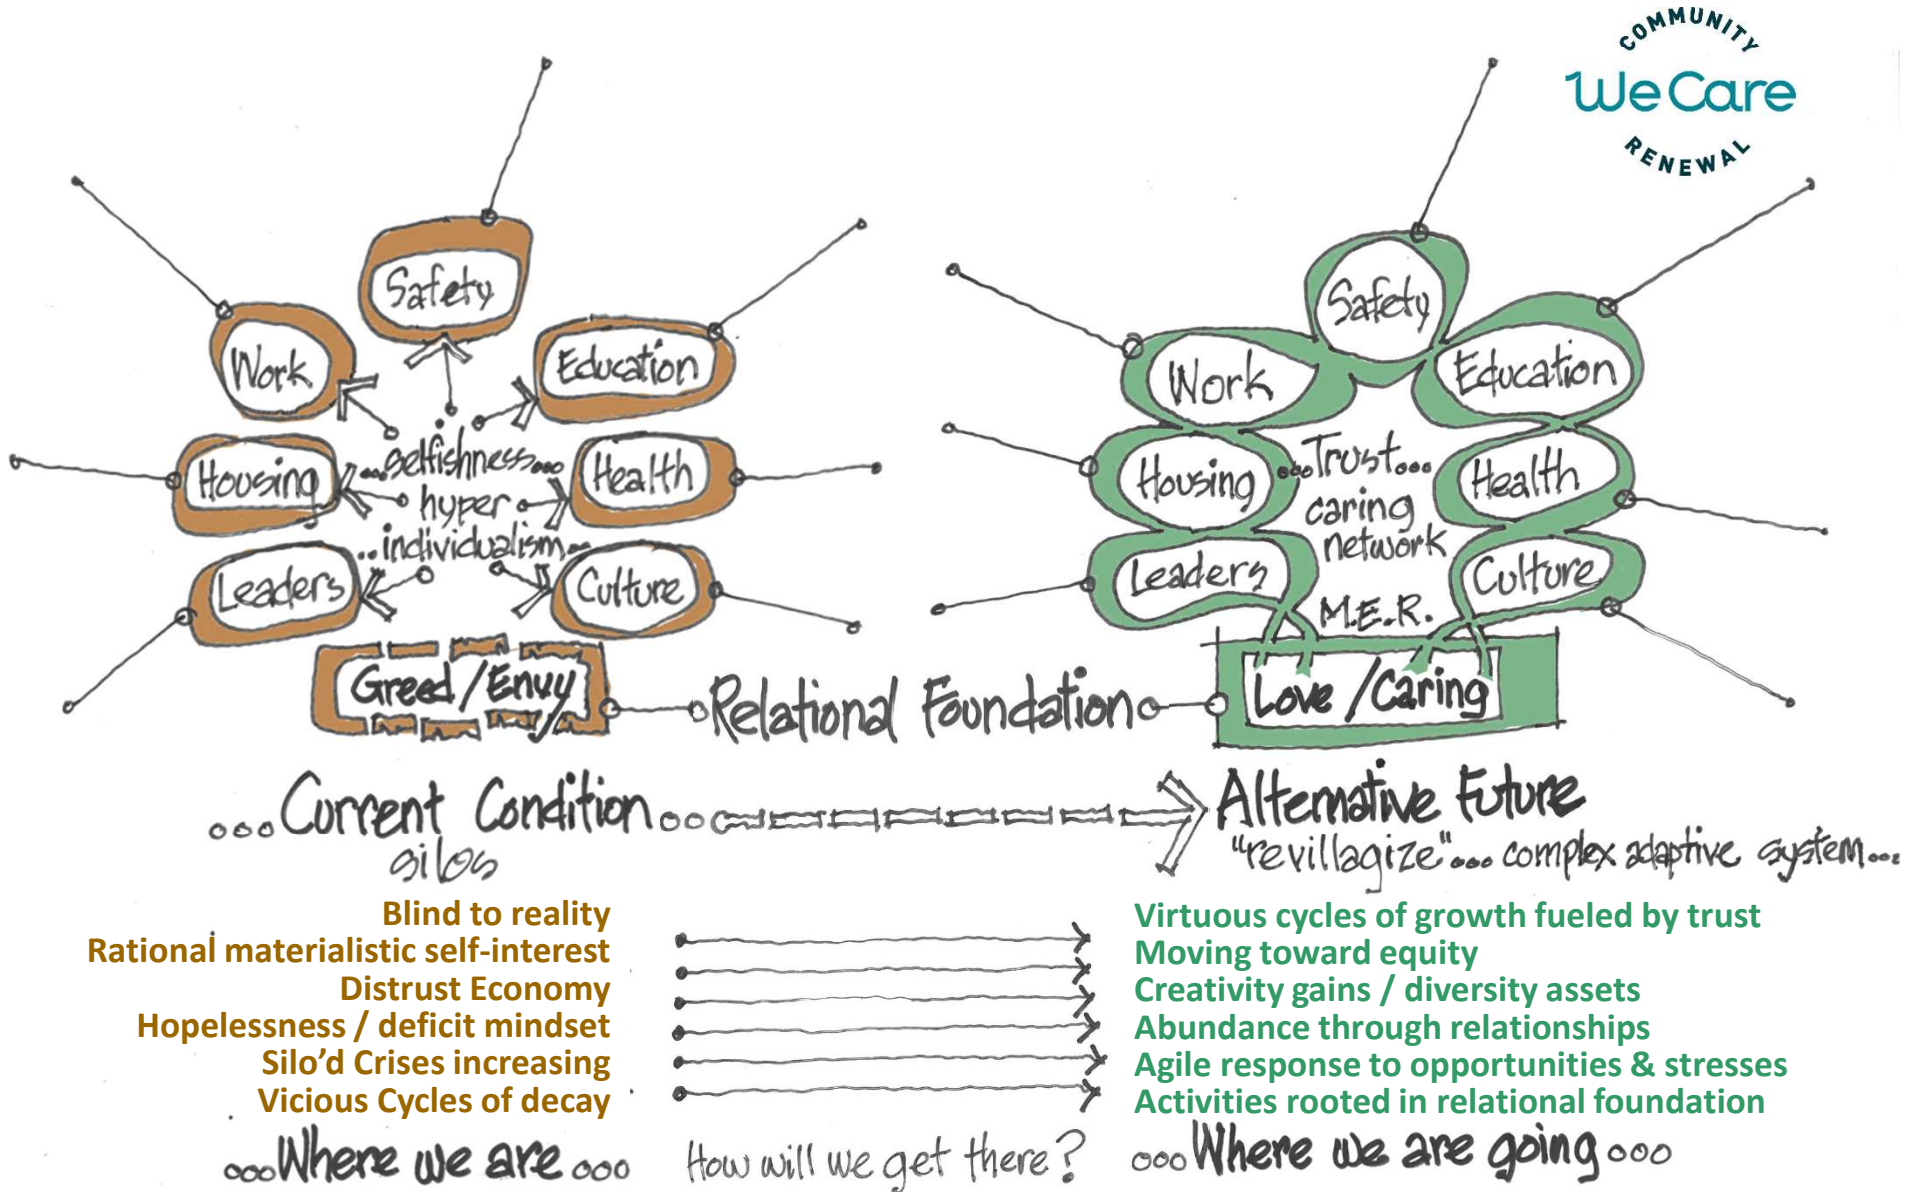 COMMUNITY
We Care
RENEWAL
Safety
Work
Education
Housing
...selfishness...
hyper
..individualism..
Health
Leaders
Culture
Greed/Envy
Safety
Work
Education
Housing
...Trust...
caring
network
Health
Leaders
M.E.R.
Culture
Love/Caring
Relational Foundation
...Current Condition...
silos
Alternative Future
"revillagize"... complex adaptive system...
Blind to reality
Rational materialistic self-interest
Distrust Economy
Hopelessness / deficit mindset
Silo’d Crises increasing
Vicious Cycles of decay
Virtuous cycles of growth fueled by trust
Moving toward equity
Creativity gains / diversity assets
Abundance through relationships
Agile response to opportunities & stresses
Activities rooted in relational foundation
...Where we are...
How will we get there?
...Where we are going...